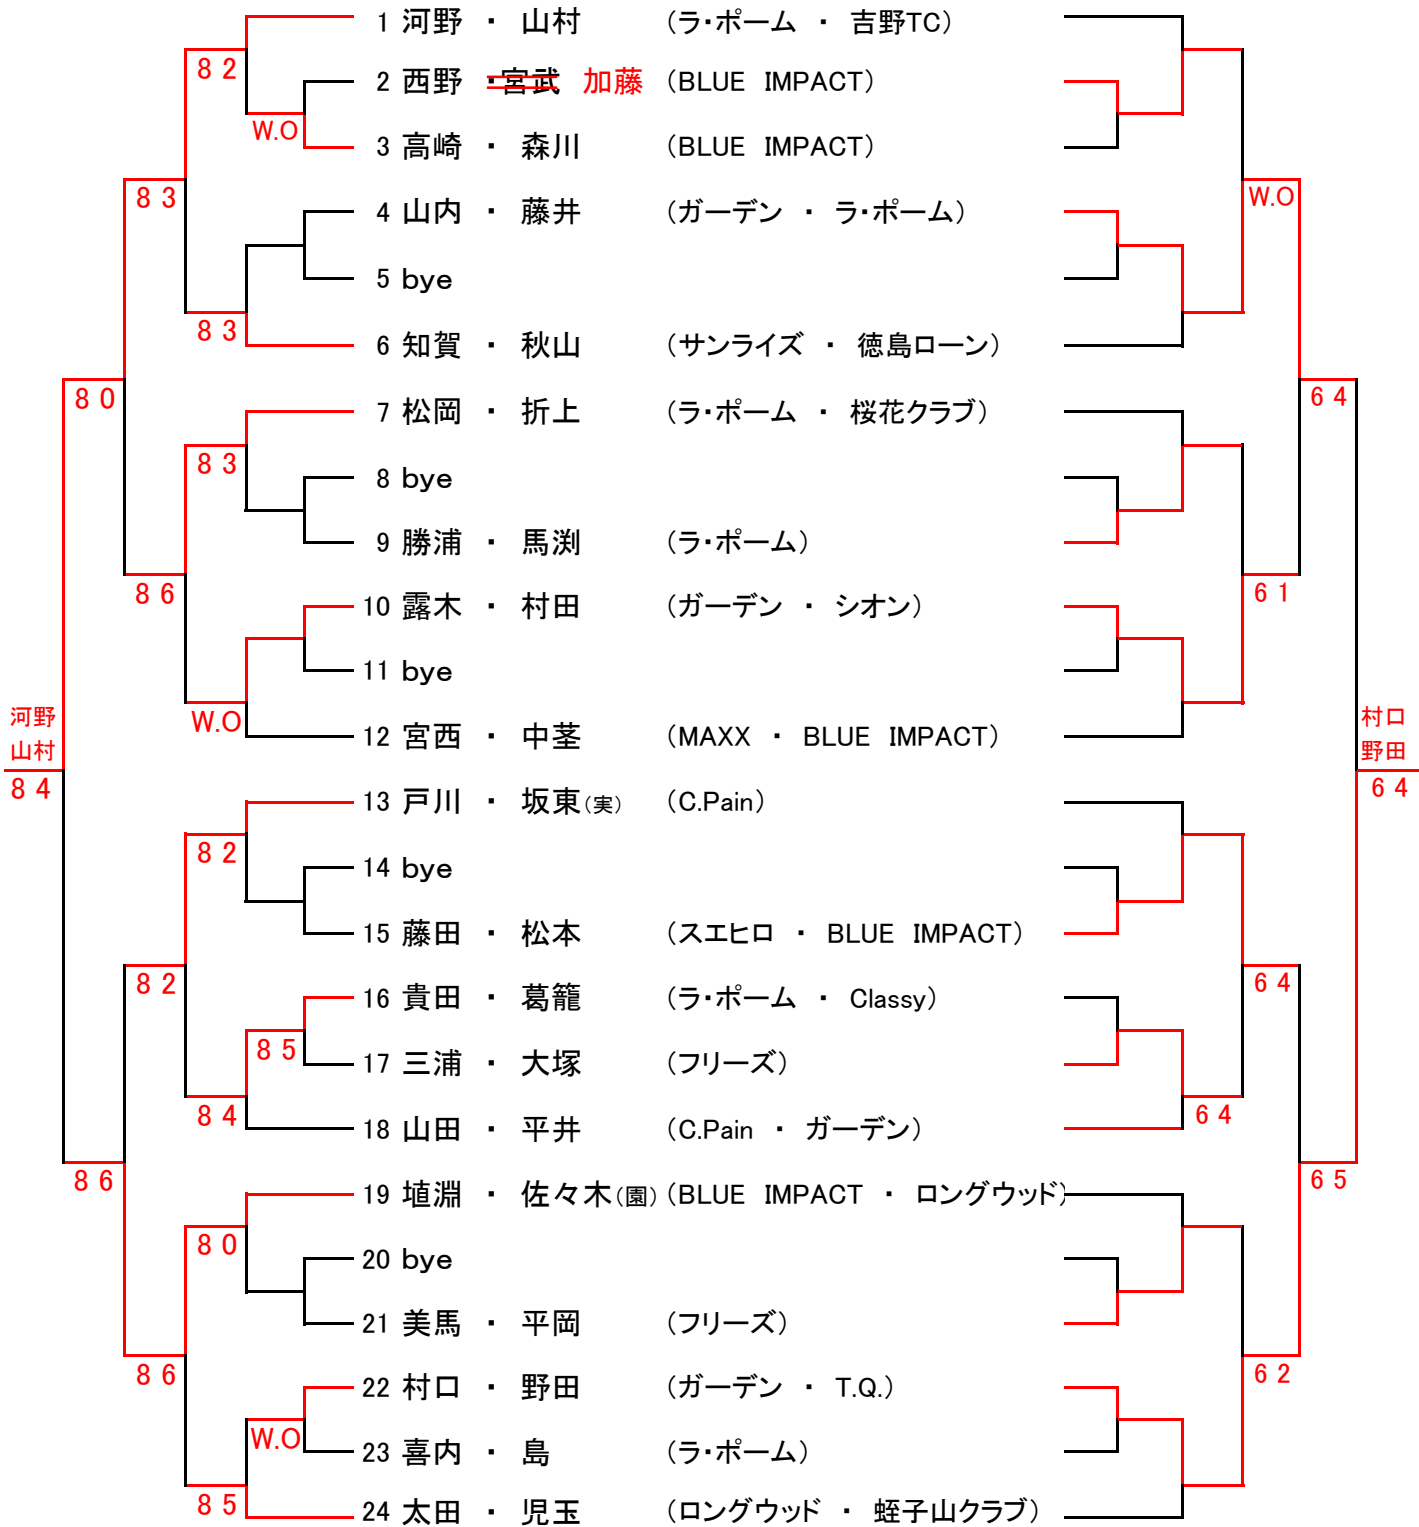 1 河野 ・ 山村 (ラ・ポーム ・ 吉野TC)
8 2
2 西野 ・宮武 加藤 (BLUE IMPACT)
W.O
3 高崎 ・ 森川 (BLUE IMPACT)
8 3
W.O
4 山内 ・ 藤井 (ガーデン ・ ラ・ポーム)
5 bye
8 3
6 知賀 ・ 秋山 (サンライズ ・ 徳島ローン)
8 0
6 4
7 松岡 ・ 折上 (ラ・ポーム ・ 桜花クラブ)
8 3
8 bye
9 勝浦 ・ 馬渕 (ラ・ポーム)
8 6
6 1
10 露木 ・ 村田 (ガーデン ・ シオン)
11 bye
W.O
12 宮西 ・ 中茎 (MAXX ・ BLUE IMPACT)
河野
山村
8 4
村口
野田
6 4
13 戸川 ・ 坂東(実) (C.Pain)
8 2
14 bye
15 藤田 ・ 松本 (スエヒロ ・ BLUE IMPACT)
8 2
6 4
16 貴田 ・ 葛籠 (ラ・ポーム ・ Classy)
8 5
17 三浦 ・ 大塚 (フリーズ)
8 4
6 4
18 山田 ・ 平井 (C.Pain ・ ガーデン)
8 6
6 5
19 埴淵 ・ 佐々木(園) (BLUE IMPACT ・ ロングウッド)
8 0
20 bye
21 美馬 ・ 平岡 (フリーズ)
8 6
6 2
22 村口 ・ 野田 (ガーデン ・ T.Q.)
W.O
23 喜内 ・ 島 (ラ・ポーム)
8 5
24 太田 ・ 児玉 (ロングウッド ・ 蛭子山クラブ)